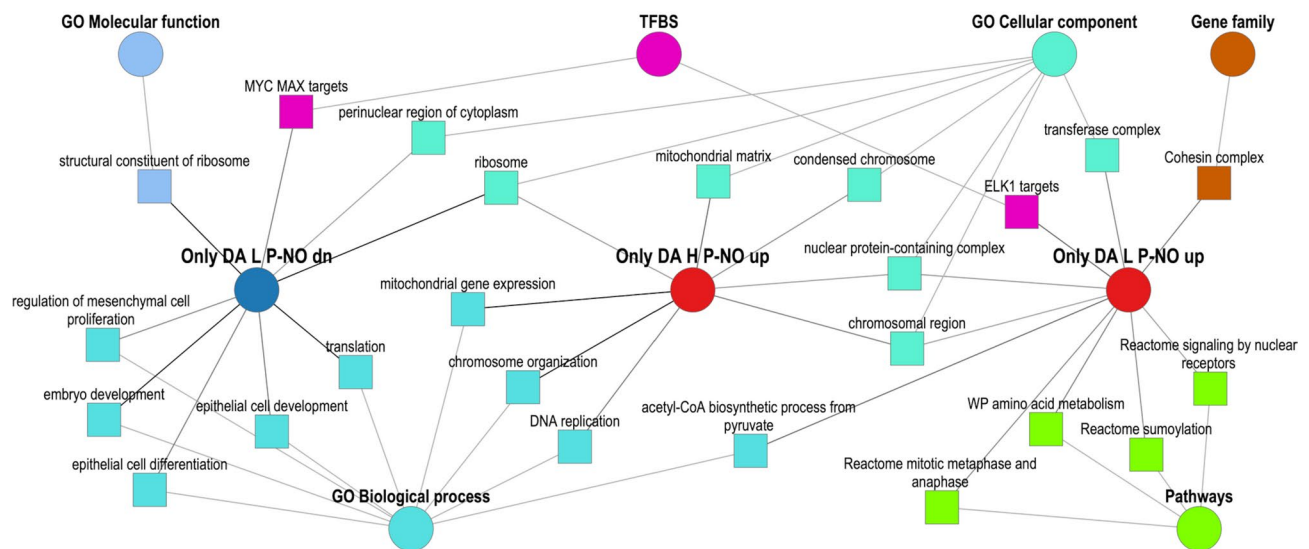 GO Molecular function
TFBS
GO Cellular component
Gene family
MYC MAX targets
perinuclear region of cytoplasm
transferase complex
structural constituent of ribosome
ribosome
mitochondrial matrix
condensed chromosome
Cohesin complex
ELK1 targets
Only DA L P-NO dn
Only DA H P-NO up
nuclear protein-containing complex
Only DA L P-NO up
mitochondrial gene expression
regulation of mesenchymal cell
proliferation
chromosomal region
translation
Reactome signaling by nuclear
receptors
chromosome organization
embryo development
epithelial cell development
DNA replication
acetyl-CoA biosynthetic process from
pyruvate
WP amino acid metabolism
Reactome sumoylation
epithelial cell differentiation
Reactome mitotic metaphase and
anaphase
GO Biological process
Pathways